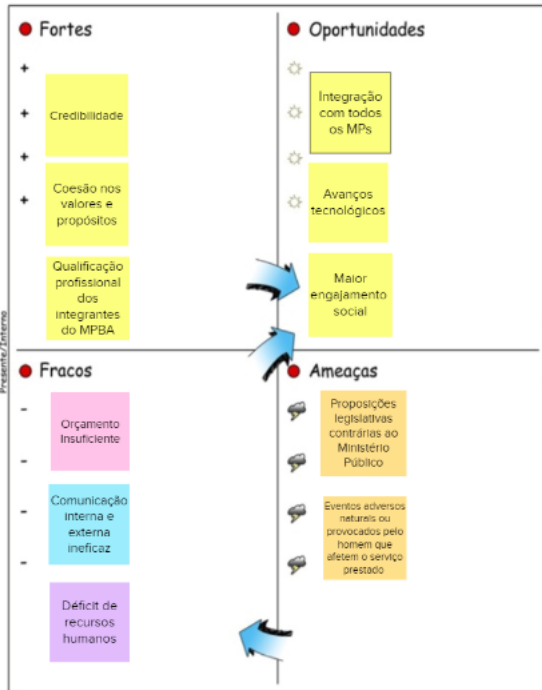 Fortes
Credibilidade
Coesão nos
valores e
propósitos
Qualificação
profissional
dos
integrantes
do MPBA
Oportunidades
Integração
com todos
os MPs
Avanços
tecnológicos
Maior
engajamento
social
Presente/Interno
Fracos
Orçamento
Insuficiente
Comunicação
interna e
externa
ineficaz
Déficit de
recursos
humanos
Ameaças
Proposições
legislativas
contrárias ao
Ministério
Público
Eventos adversos
naturais ou
provocados pelo
homem que
afetem o serviço
prestado